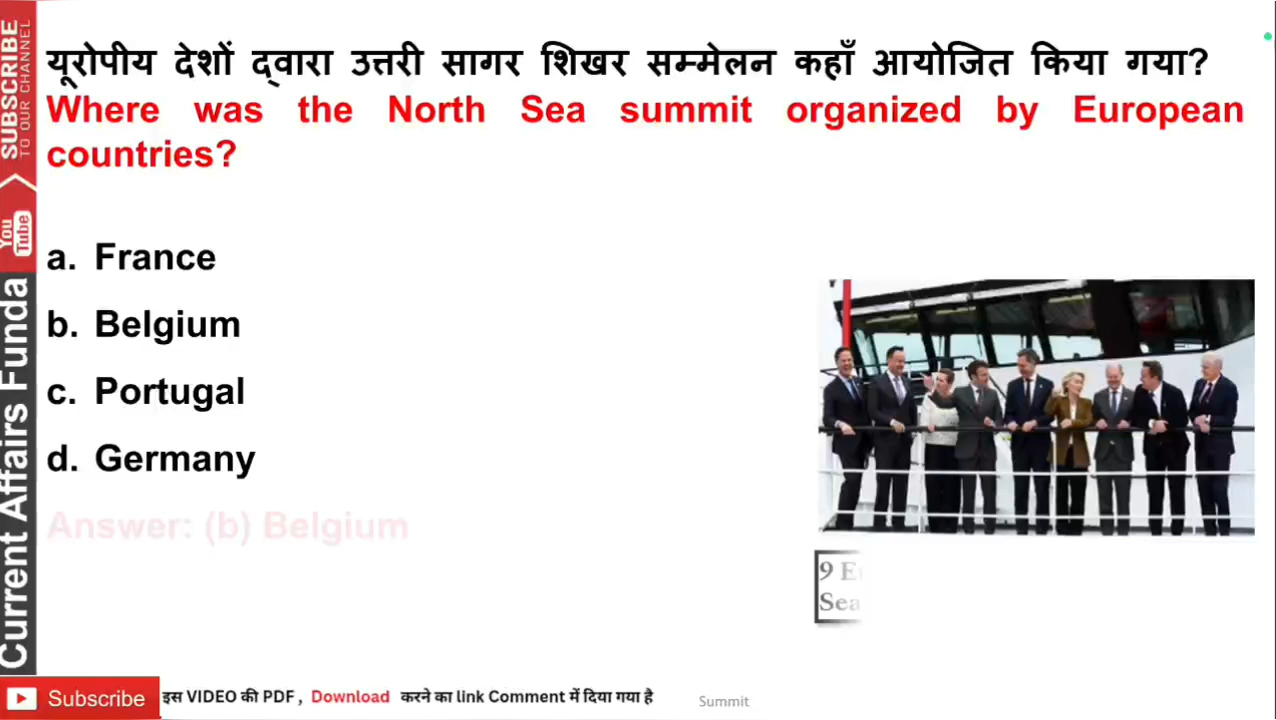 यूरोपीय देशों द्वारा उत्तरी सागर शिखर सम्मेलन कहाँ आयोजित किया गया?
Where was the North Sea summit organized by European
countries?
a. France
b. Belgium
c. Portugal
d. Germany
Answer: (b) Belgium
9
Sea
SUBSCRIBE
TO OUR CHANNEL
You
Tube
Current Affairs Funda
Subscribe
इस VIDEO की PDF , Download करने का link Comment में दिया गया है
Summit